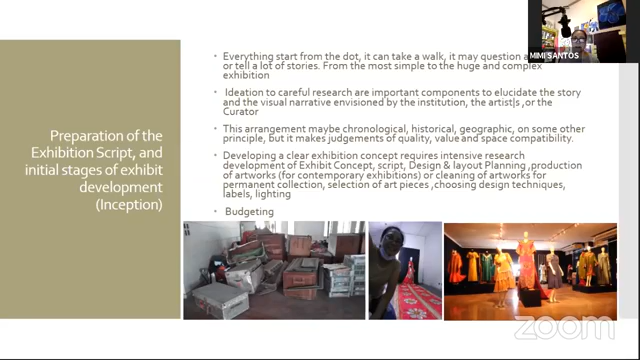 MIMI SANTOS
Preparation of the
Exhibition Script, and
initial stages of exhibit
development
(Inception)
• Everything start from the dot, it can take a walk, it may question a
or tell a lot of stories. From the most simple to the huge and complex
exhibition
• Ideation to careful research are important components to elucidate the story
and the visual narrative envisioned by the institution, the artist|s ,or the
Curator
• This arrangement maybe chronological, historical, geographic, on some other
principle, but it makes judgements of quality, value and space compatibility.
• Developing a clear exhibition concept requires intensive research
development of Exhibit Concept, script, Design & layout Planning ,production
of artworks (for contemporary exhibitions) or cleaning of artworks for
permanent collection, selection of art pieces ,choosing design techniques,
labels, lighting
• Budgeting
zoom